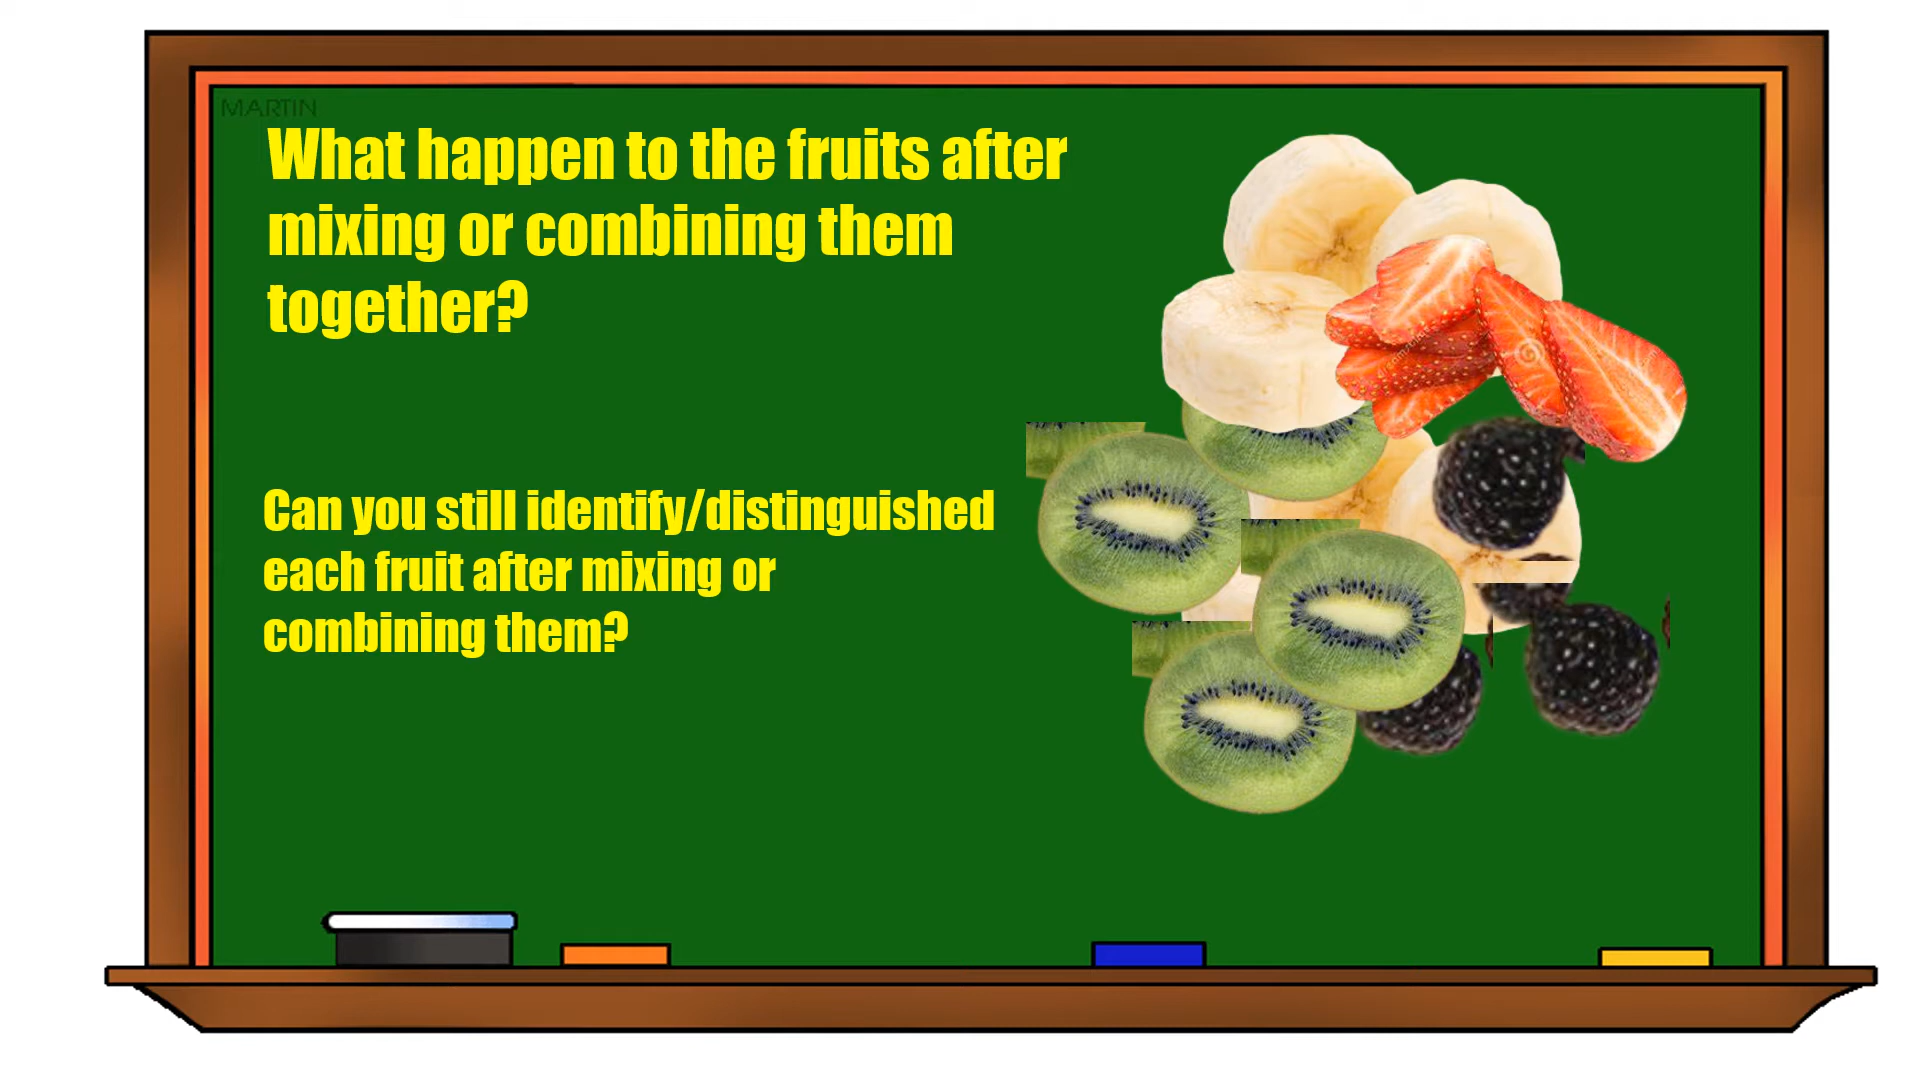 MARTIN
What happen to the fruits after
mixing or combining them
together?
Can you still identify/distinguished
each fruit after mixing or
combining them?